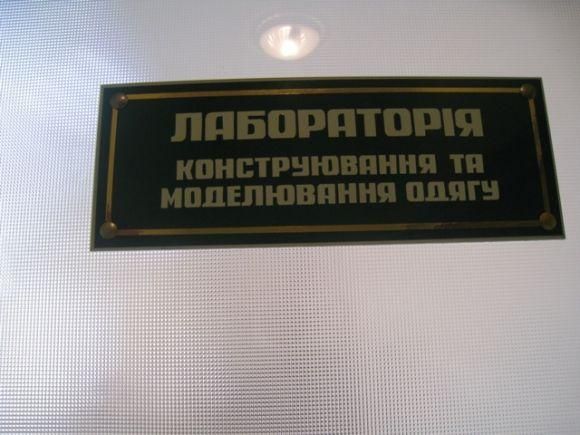 ЛАБОРАТОРІЯ
КОНСТРУЮВАННЯ ТА
МОДЕЛЮВАННЯ ОДЯГУ